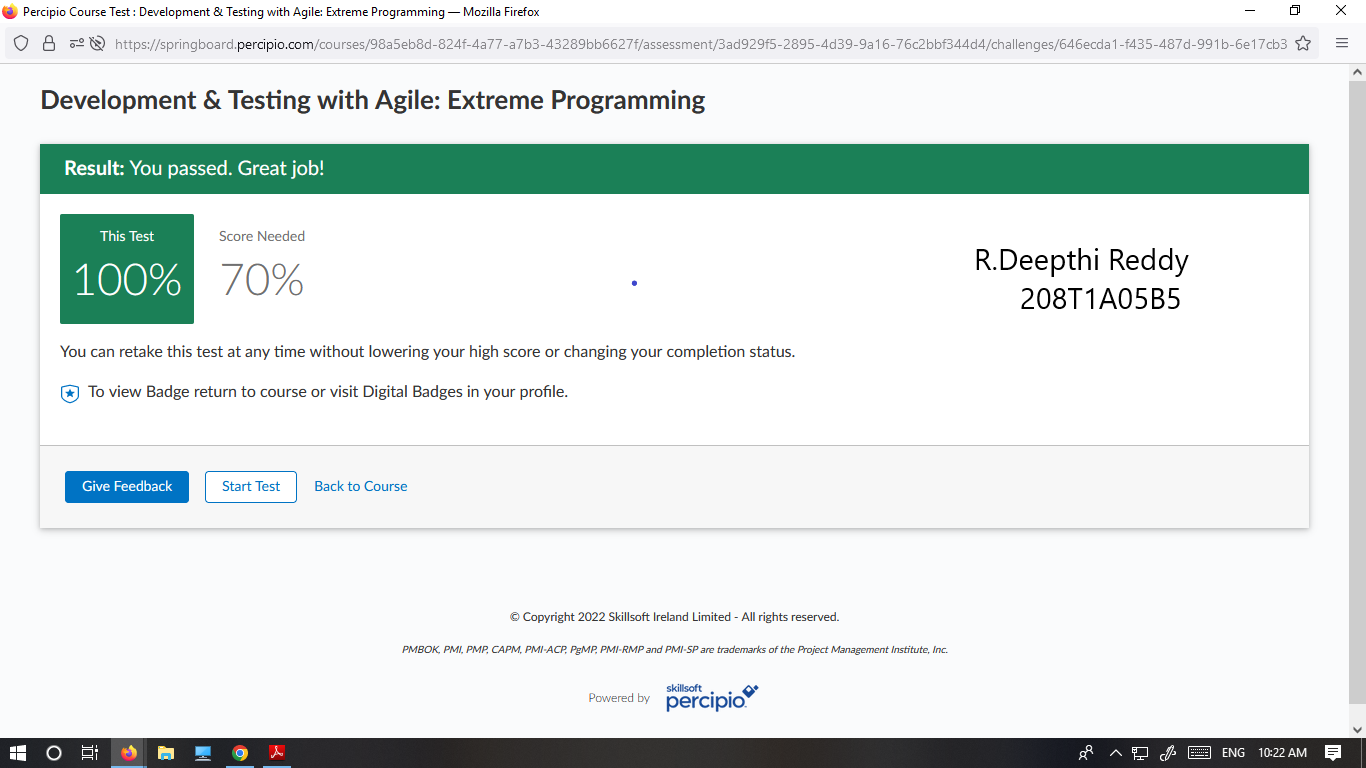 Percipio Course Test : Development & Testing with Agile: Extreme Programming — Mozilla Firefox
https://springboard.percipio.com/courses/98a5eb8d-824f-4a77-a7b3-43289bb6627f/assessment/3ad929f5-2895-4d39-9a16-76c2bbf344d4/challenges/646ecda1-f435-487d-991b-6e17cb3
Development & Testing with Agile: Extreme Programming
Result: You passed. Great job!
This Test
100%
Score Needed
70%
R.Deepthi Reddy
208T1A05B5
You can retake this test at any time without lowering your high score or changing your completion status.
To view Badge return to course or visit Digital Badges in your profile.
Give Feedback Start Test Back to Course
© Copyright 2022 Skillsoft Ireland Limited - All rights reserved.
PMBOK, PMI, PMP, CAPM, PMI-ACP, PgMP, PMI-RMP and PMI-SP are trademarks of the Project Management Institute, Inc.
Powered by skillsoft percipio
ENG 10:22 AM